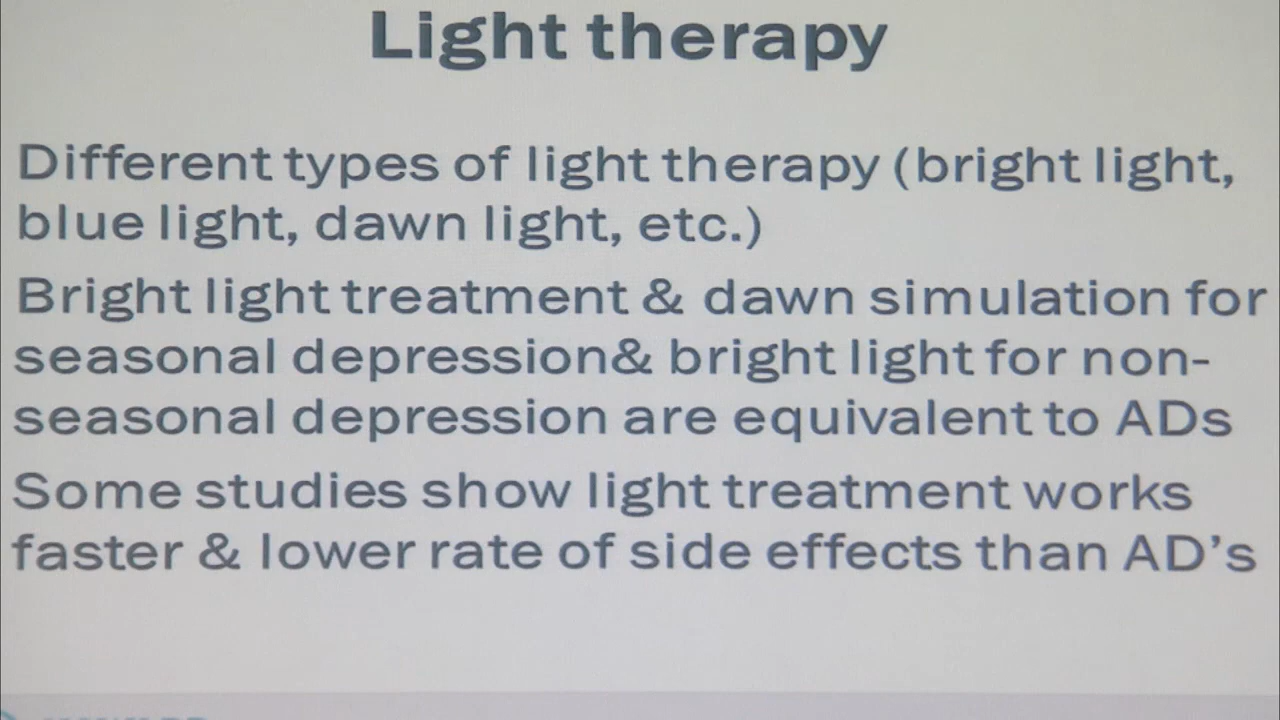 Light therapy
Different types of light therapy (bright light,
blue light, dawn light, etc.)
Bright light treatment & dawn simulation for
seasonal depression& bright light for non-
seasonal depression are equivalent to ADs
Some studies show light treatment works
faster & lower rate of side effects than AD’s